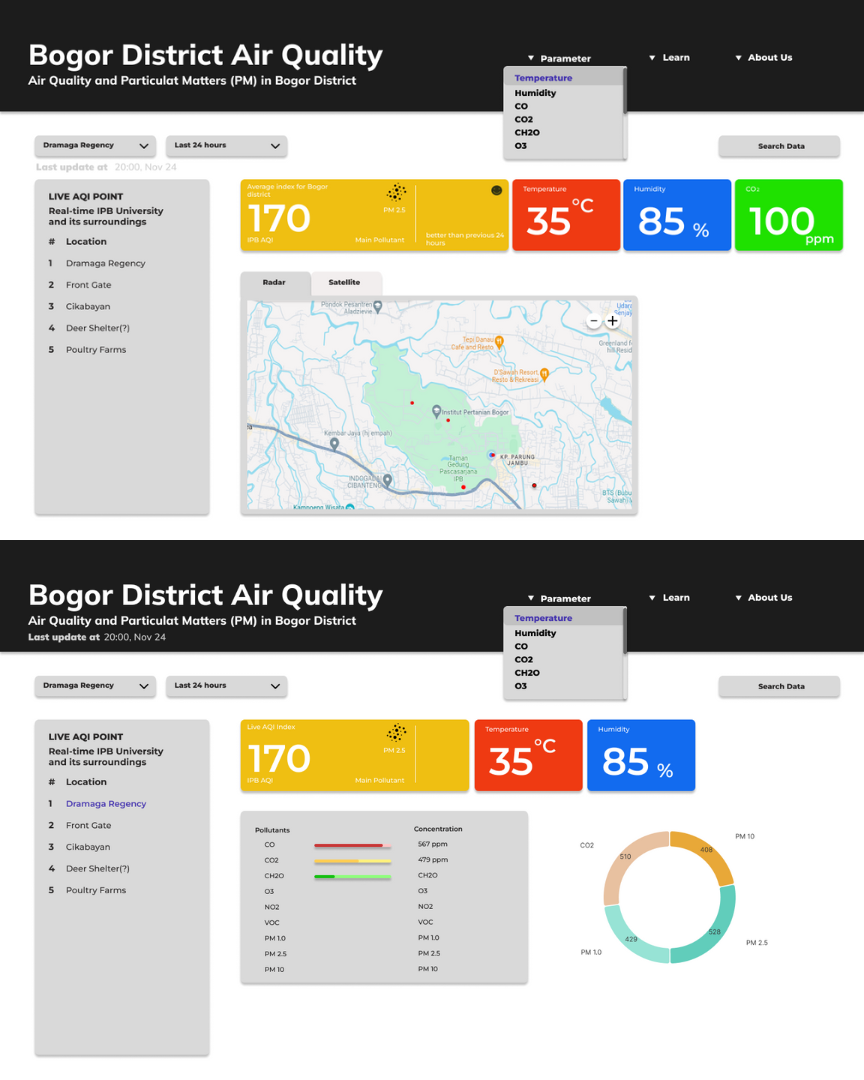 Bogor District Air Quality
Air Quality and Particulat Matters (PM) in Bogor District
Parameter
Learn
About Us
Temperature
Humidity
CO
CO2
CH2O
O3
Dramaga Regency
Last 24 hours
Search Data
Last update at 20:00, Nov 24
LIVE AQI POINT
Real-time IPB University
and its surroundings
# Location
1 Dramaga Regency
2 Front Gate
3 Cikabayan
4 Deer Shelter(?)
5 Poultry Farms
Average index for Bogor
district
170
IPB AQI
PM 2.5
Main Pollutant
better than previous 24
hours
Temperature
35°C
Humidity
85 %
CO2
100
ppm
Radar
Satellite
Pondok Pesantren
Tepi Danau
Cafe and Resto
D'Sawah Resort,
Resto & Rekreasi
Institut Pertanian Bogor
Kembar Jaya (hj empah)
KP. PARUNG
JAMBU
Taman
Gedung
Pascasarjana
IPB
CIBANTENG
Kampoeng Wisata
Bogor District Air Quality
Air Quality and Particulat Matters (PM) in Bogor District
Last update at 20:00, Nov 24
Parameter
Learn
About Us
Temperature
Humidity
CO
CO2
CH2O
O3
Dramaga Regency
Last 24 hours
Search Data
LIVE AQI POINT
Real-time IPB University
and its surroundings
# Location
1 Dramaga Regency
2 Front Gate
3 Cikabayan
4 Deer Shelter(?)
5 Poultry Farms
Live AQI Index
170
IPB AQI
PM 2.5
Main Pollutant
Temperature
35°C
Humidity
85 %
Pollutants Concentration
CO 567 ppm
CO2 479 ppm
CH2O CH2O
O3 O3
NO2 NO2
VOC VOC
PM 1.0 PM 1.0
PM 2.5 PM 2.5
PM 10 PM 10
PM 10
408
CO2
510
PM 2.5
528
PM 1.0
429